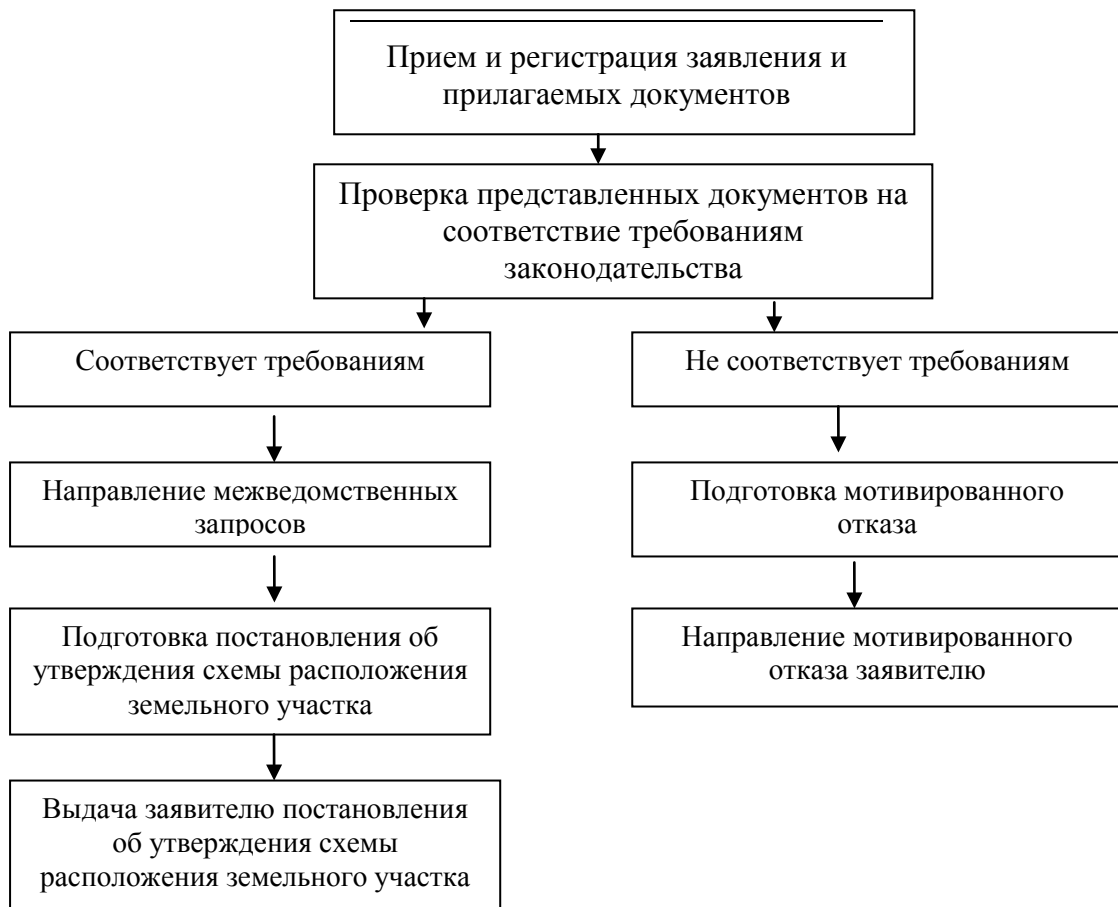 Прием и регистрация заявления и
прилагаемых документов
Проверка представленных документов на
соответствие требованиям
законодательства
Соответствует требованиям
Не соответствует требованиям
Направление межведомственных
запросов
Подготовка мотивированного
отказа
Подготовка постановления об
утверждения схемы расположения
земельного участка
Направление мотивированного
отказа заявителю
Выдача заявителю постановления
об утверждения схемы
расположения земельного участка